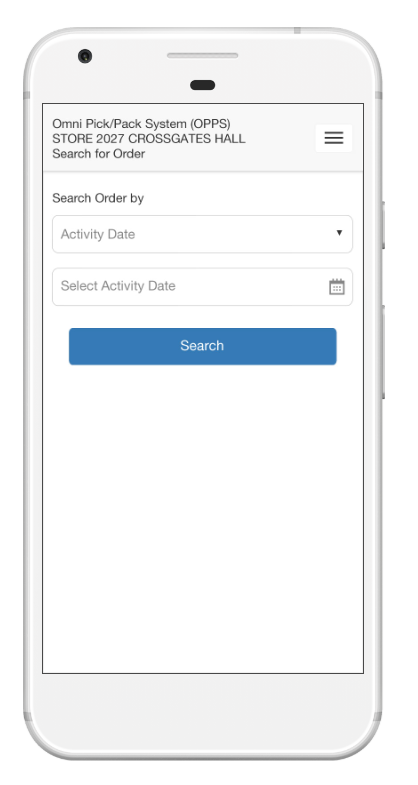 Omni Pick/Pack System (OPPS)
STORE 2027 CROSSGATES HALL
Search for Order
Search Order by
Activity Date
Select Activity Date
Search